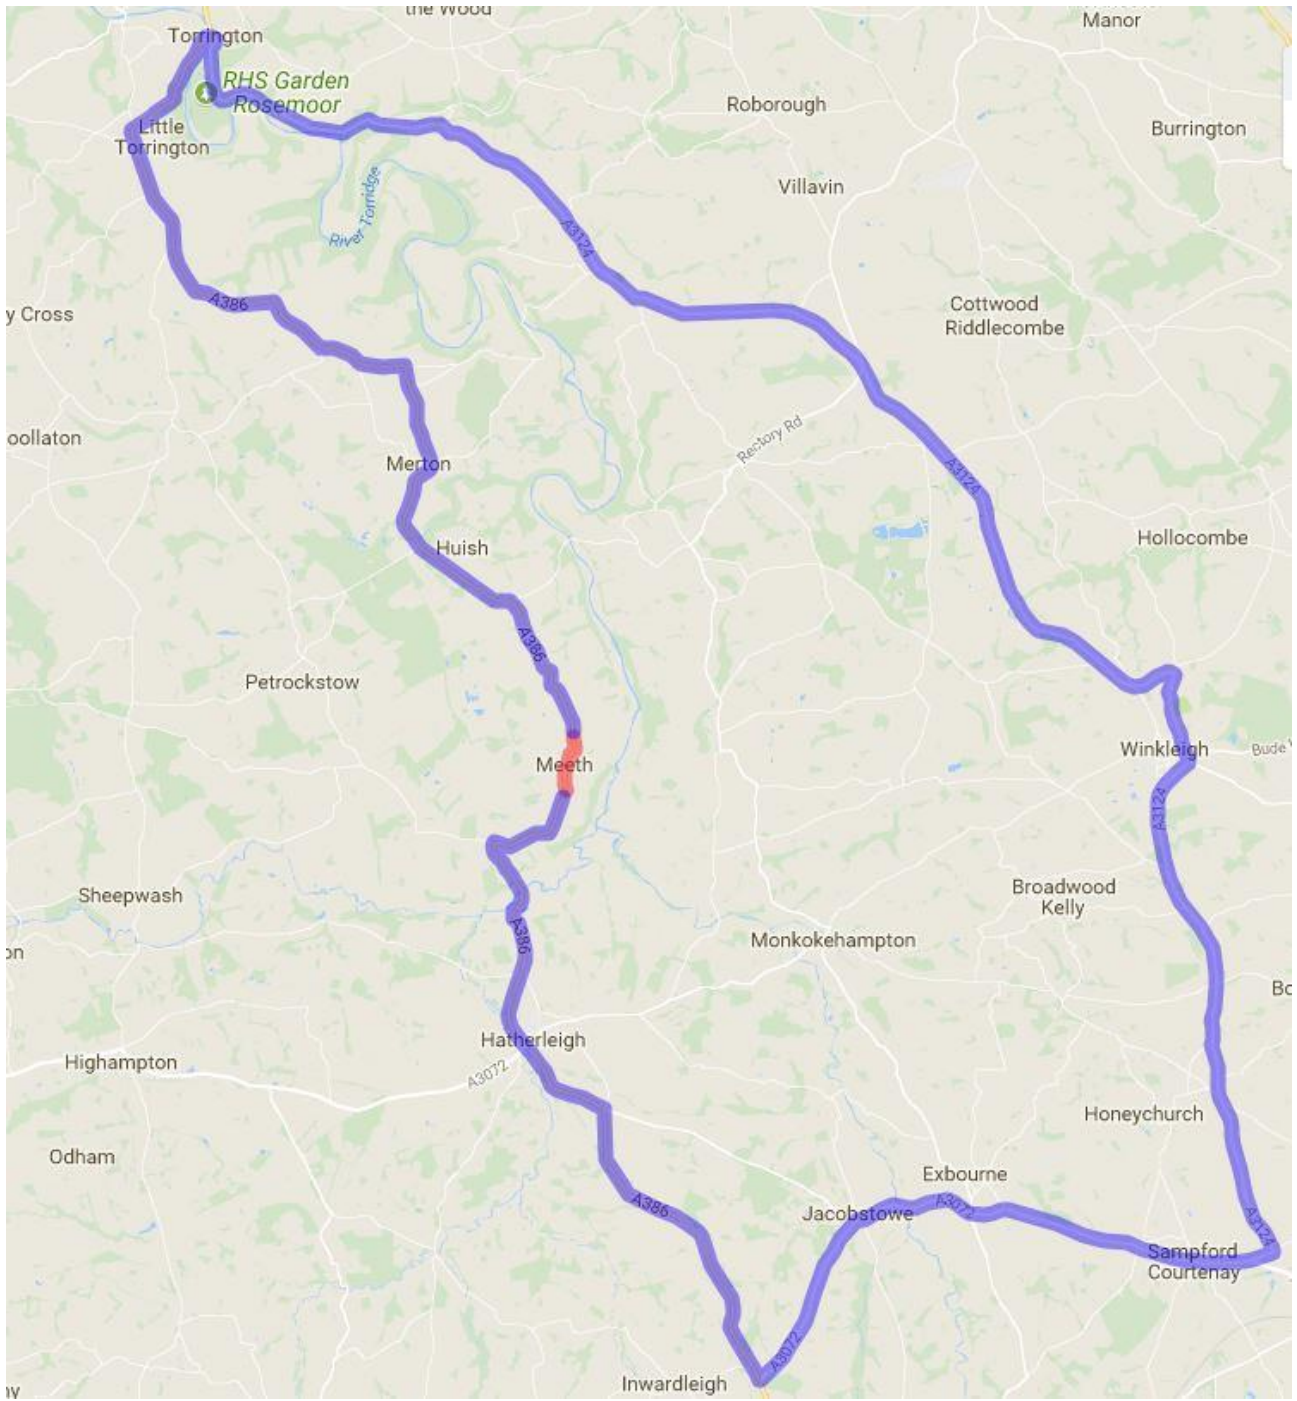 the Wood
Manor
Torrington
RHS Garden
Rosemoor
Roborough
Burrington
Little
Torrington
Villavin
River Torridge
A3124
A386
y Cross
Cottwood
Riddlecombe
oollaton
Rectory Rd
Merton
A3124
Hollocombe
Huish
A386
Petrockstow
Winkleigh
Bude
Meeth
A3124
Sheepwash
Broadwood
Kelly
A386
Monkokehampton
on
Bo
Hatherleigh
Highampton
A3072
Honeychurch
Odham
Exbourne
A386
A3072
Jacobstowe
A3124
Sampford
Courtenay
A3072
Inwardleigh